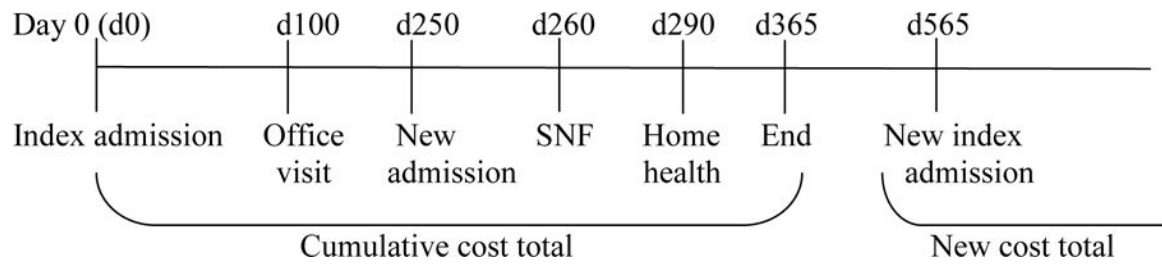 Day 0 (d0) d100 d250 d260 d290 d365 d565
Index admission Office New SNF Home End New index
visit admission health admission
Cumulative cost total New cost total